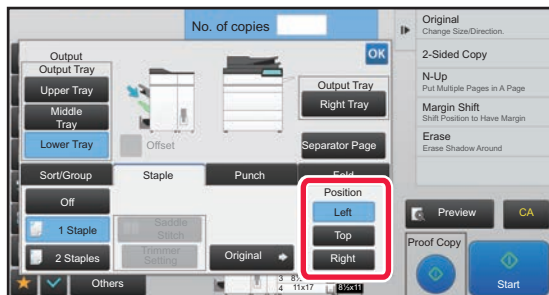 No. of copies
Original
Change Size/Direction.
2-Sided Copy
N-Up
Put Multiple Pages in A Page
Margin Shift
Shift Position to Have Margin
Erase
Erase Shadow Around
Output
OK
Output Tray
Upper Tray
Middle
Tray
Lower Tray
Offset
Output Tray
Right Tray
Separator Page
Sort/Group
Staple
Punch
Fold
Off
1 Staple
2 Staples
Saddle
Stitch
Trimmer
Setting
Original
Position
Left
Top
Right
Preview
CA
Proof Copy
Start
Others
3
4 11x17
8½x11